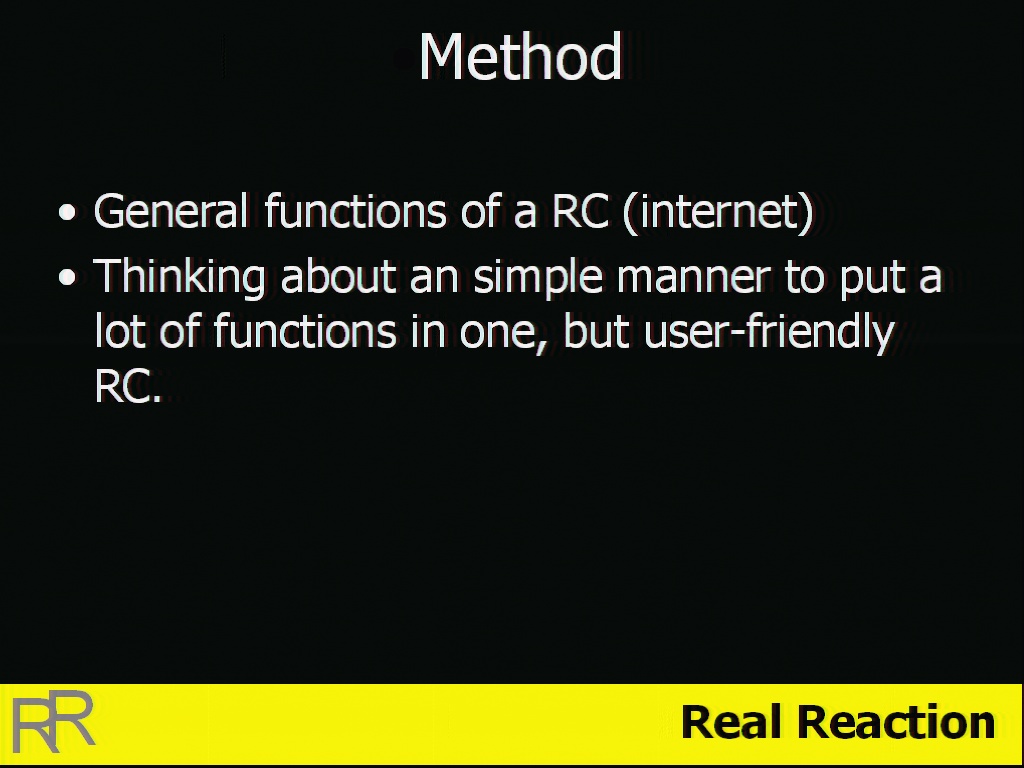 Method
• General functions of a RC (internet)
• Thinking about an simple manner to put a
lot of functions in one, but user-friendly
RC.
RR
Real Reaction